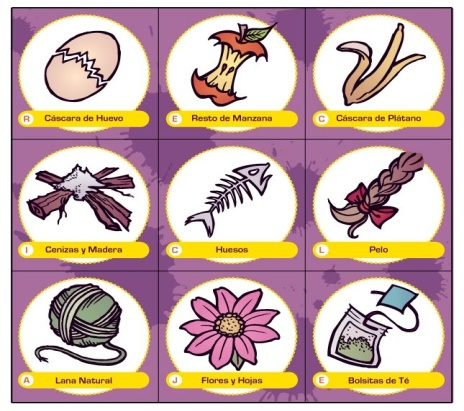 R Cáscara de Huevo
E Resto de Manzana
C Cáscara de Plátano
I Cenizas y Madera
C Huesos
L Pelo
A Lana Natural
J Flores y Hojas
E Bolsitas de Té